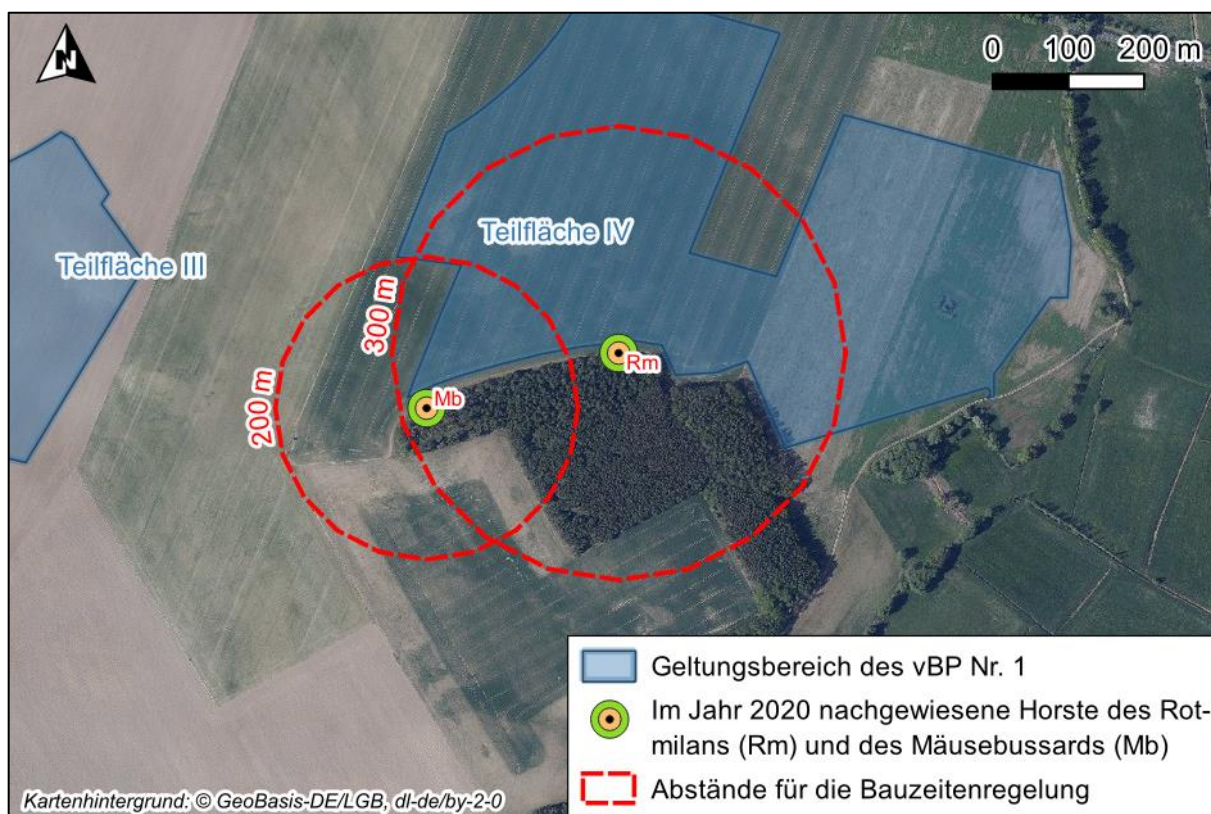 N
0 100 200 m
Teilfläche III
Teilfläche IV
300 m
200 m
Rm
Mb
Geltungsbereich des vBP Nr. 1
Im Jahr 2020 nachgewiesene Horste des Rot-
milans (Rm) und des Mäusebussards (Mb)
Abstände für die Bauzeitenregelung
Kartenhintergrund: © GeoBasis-DE/LGB, dl-de/by-2-0